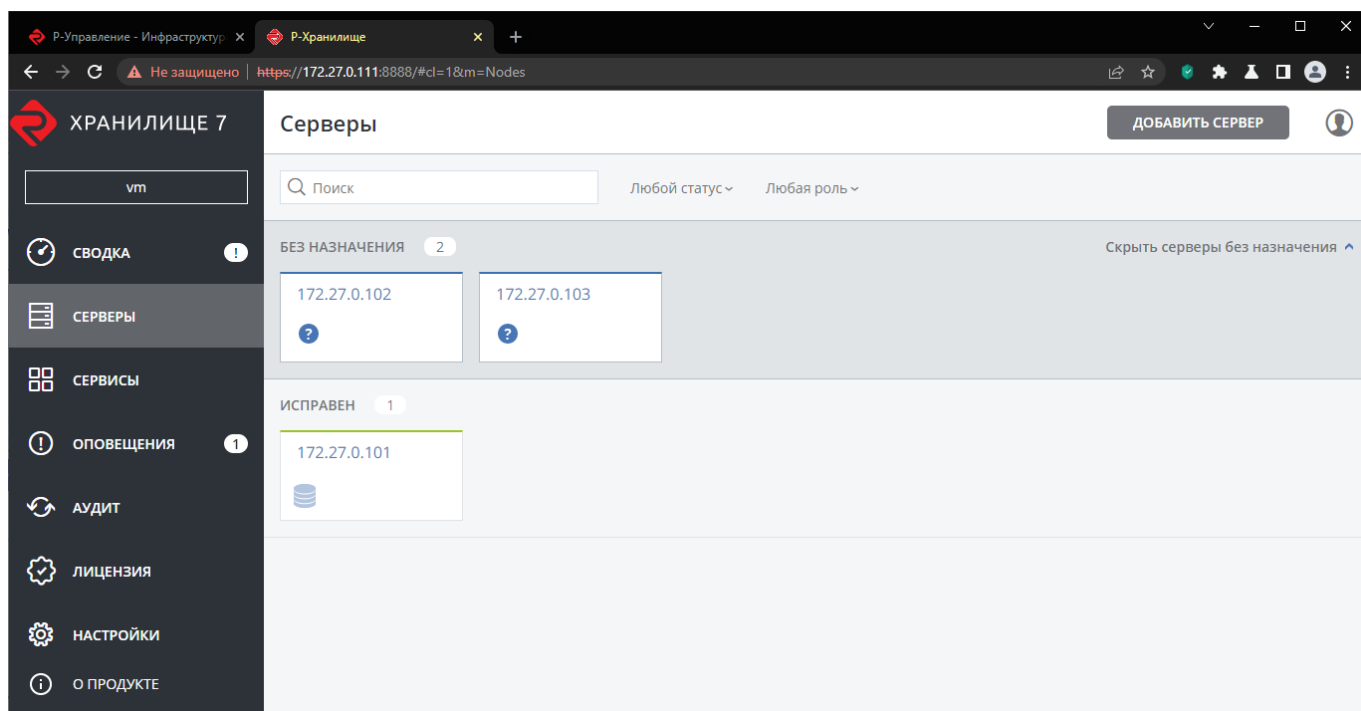 Р-Управление - Инфраструктур
Р-Хранилище
Не защищено
https://172.27.0.111:8888/#cl=1&m=Nodes
ХРАНИЛИЩЕ 7
Серверы
ДОБАВИТЬ СЕРВЕР
vm
Поиск
Любой статус
Любая роль
СВОДКА !
СЕРВЕРЫ
СЕРВИСЫ
ОПОВЕЩЕНИЯ 1
АУДИТ
ЛИЦЕНЗИЯ
НАСТРОЙКИ
О ПРОДУКТЕ
БЕЗ НАЗНАЧЕНИЯ 2
Скрыть серверы без назначения
172.27.0.102
172.27.0.103
?
?
ИСПРАВЕН 1
172.27.0.101